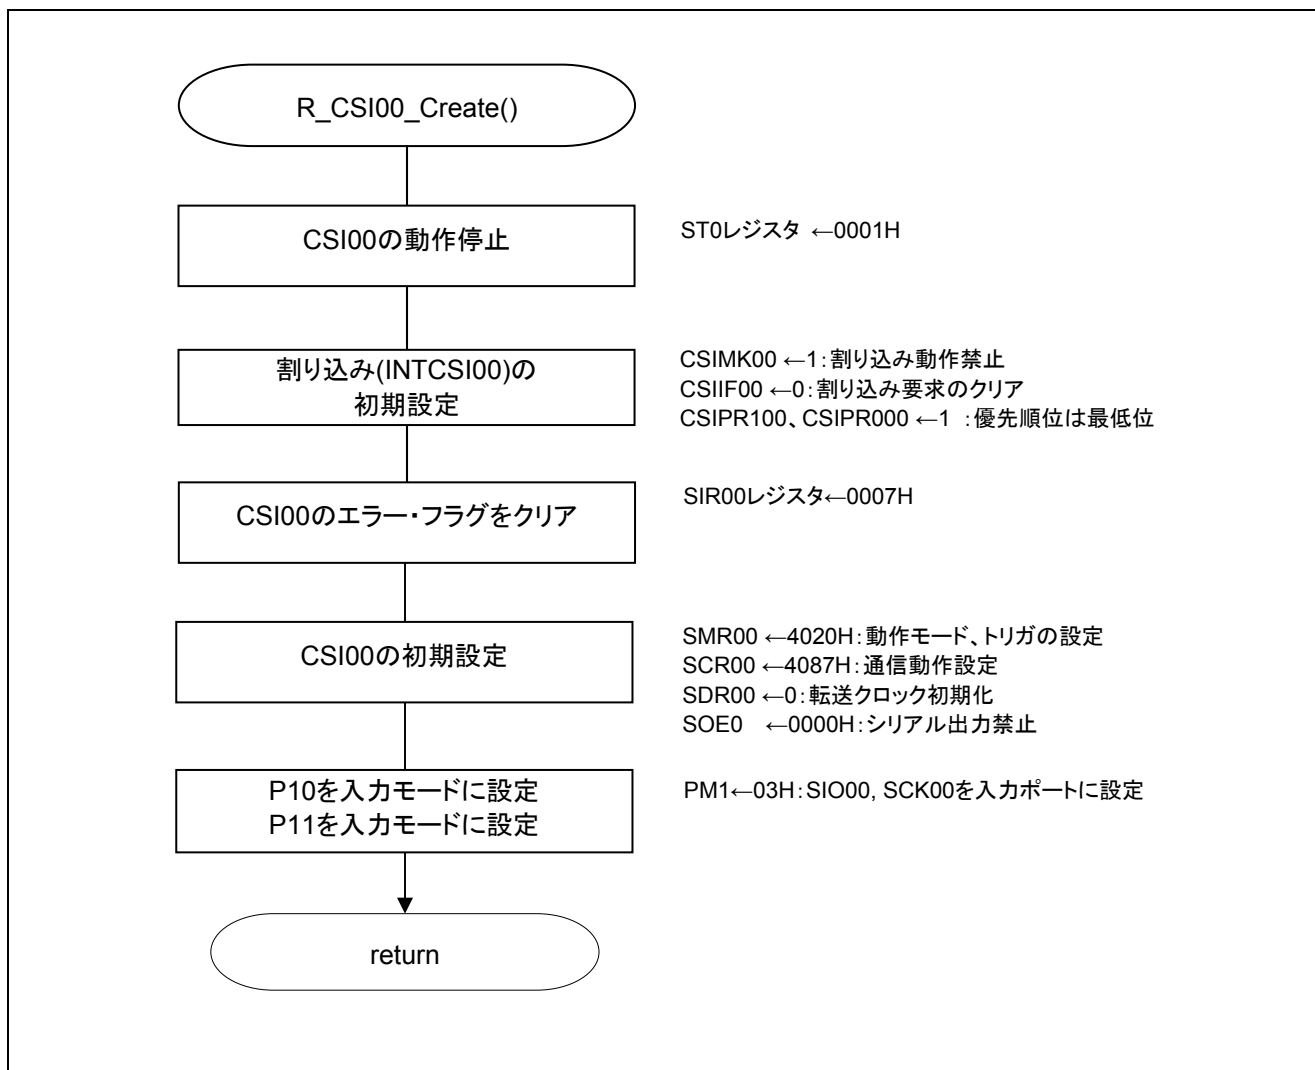 R_CSI00_Create()
CSI00の動作停止
ST0レジスタ ←0001H
割り込み(INTCSI00)の
初期設定
CSIMK00 ←1：割り込み動作禁止
CSIIF00 ←0：割り込み要求のクリア
CSIPR100、CSIPR000 ←1 ：優先順位は最低位
CSI00のエラー・フラグをクリア
SIR00レジスタ←0007H
CSI00の初期設定
SMR00 ←4020H：動作モード、トリガの設定
SCR00 ←4087H：通信動作設定
SDR00 ←0：転送クロック初期化
SOE0 ←0000H：シリアル出力禁止
P10を入力モードに設定
P11を入力モードに設定
PM1←03H：SIO00, SCK00を入力ポートに設定
return